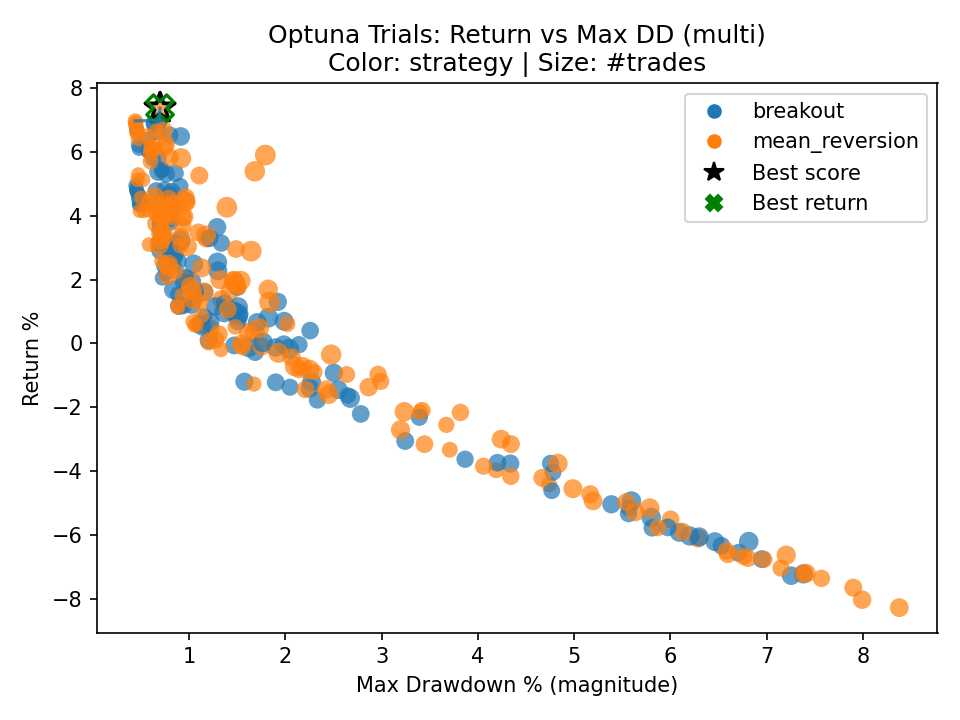 Optuna Trials: Return vs Max DD (multi)
Color: strategy | Size: #trades
breakout
mean_reversion
Best score
Best return
Return %
8
6
4
2
0
−2
−4
−6
−8
1 2 3 4 5 6 7 8
Max Drawdown % (magnitude)